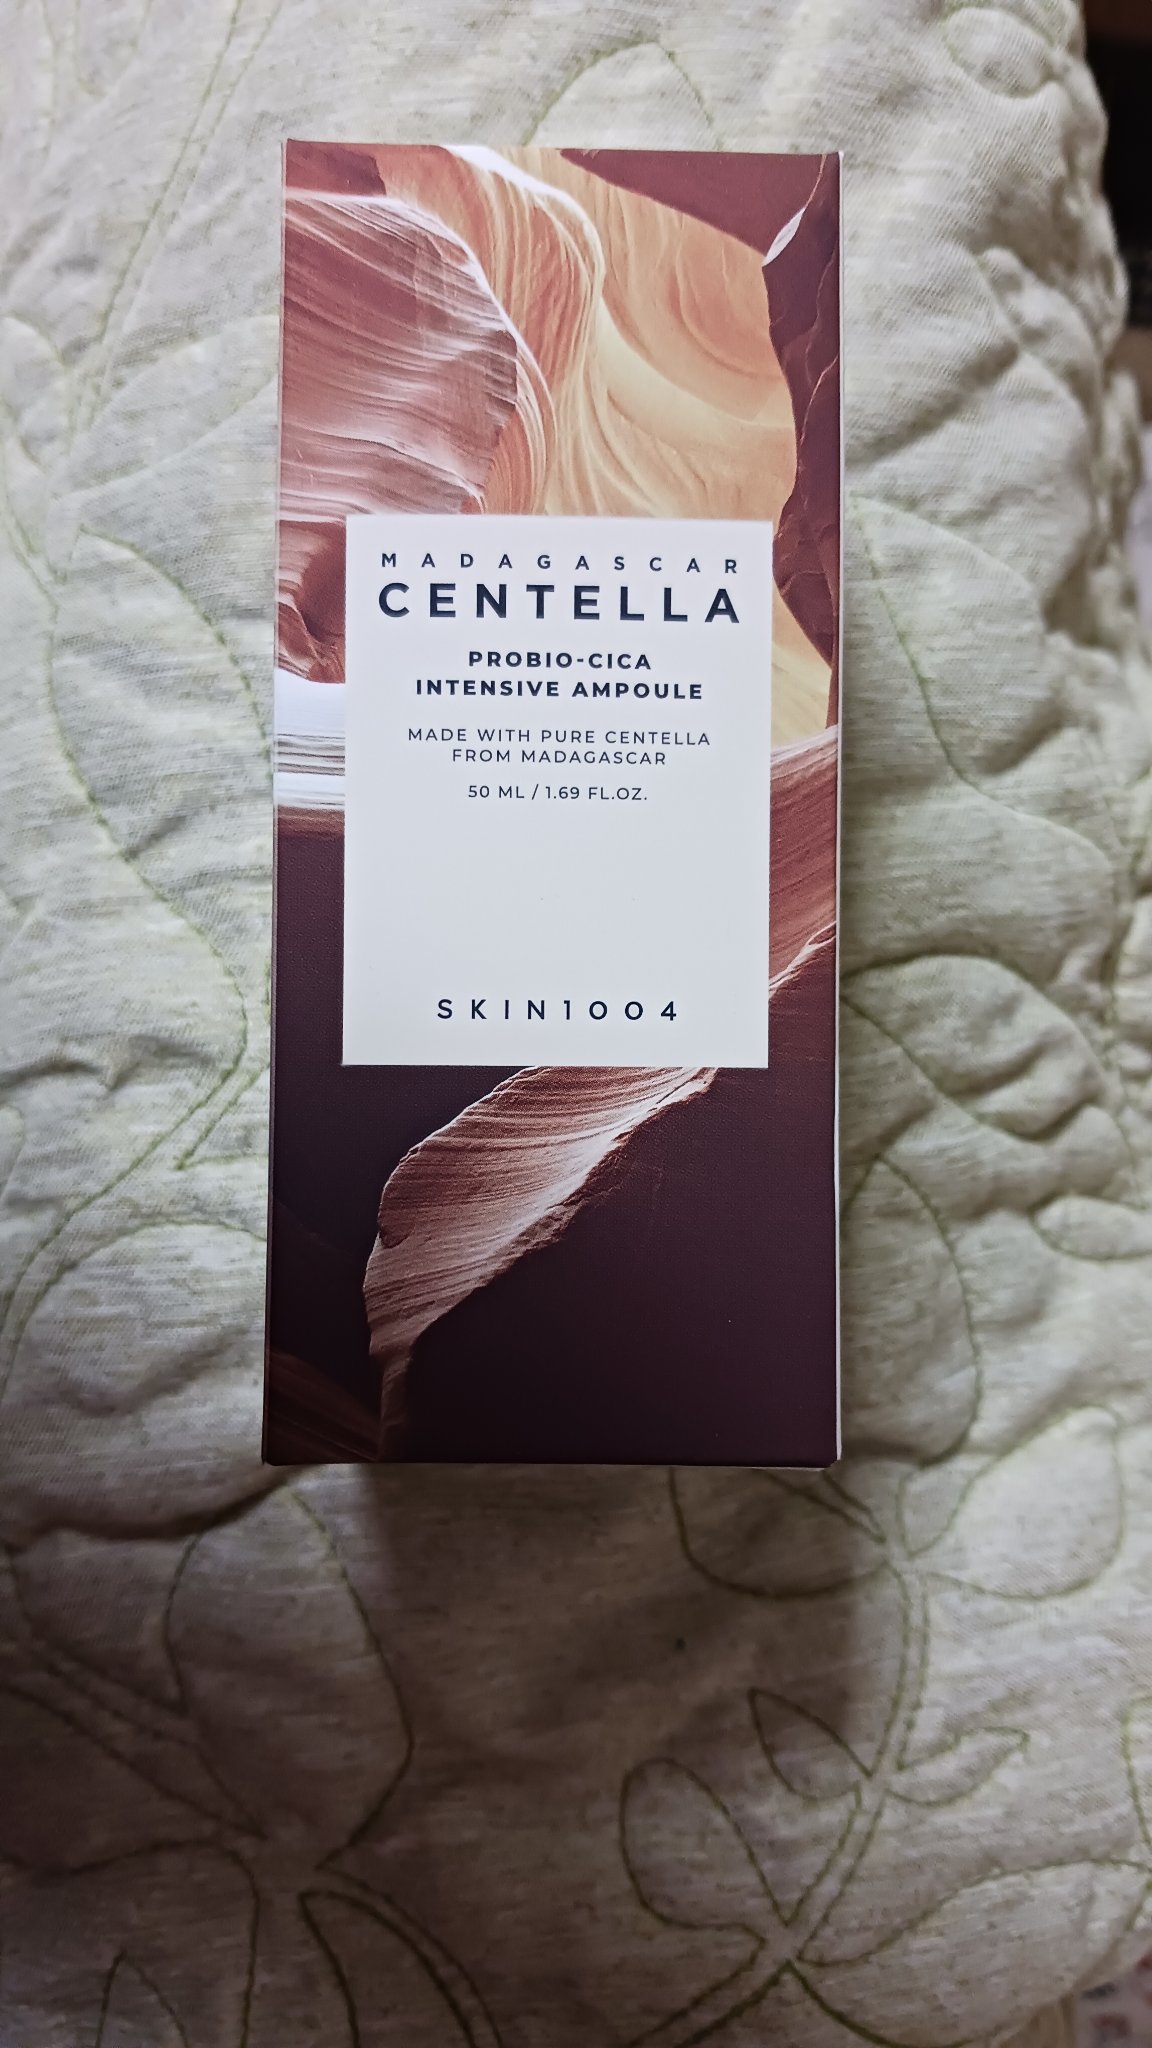 MADAGASCAR
CENTELLA
PROBIO-CICA
INTENSIVE AMPOULE
MADE WITH PURE CENTELLA
FROM MADAGASCAR
50 ML / 1.69 FL.OZ.
SKIN1004